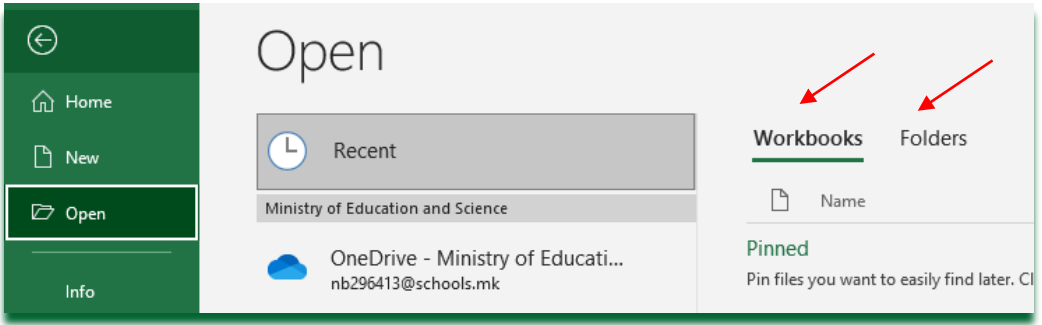 Home
New
Open
Info
Open
Recent
Ministry of Education and Science
OneDrive - Ministry of Educati...
nb296413@schools.mk
Workbooks Folders
Name
Pinned
Pin files you want to easily find later. Cl